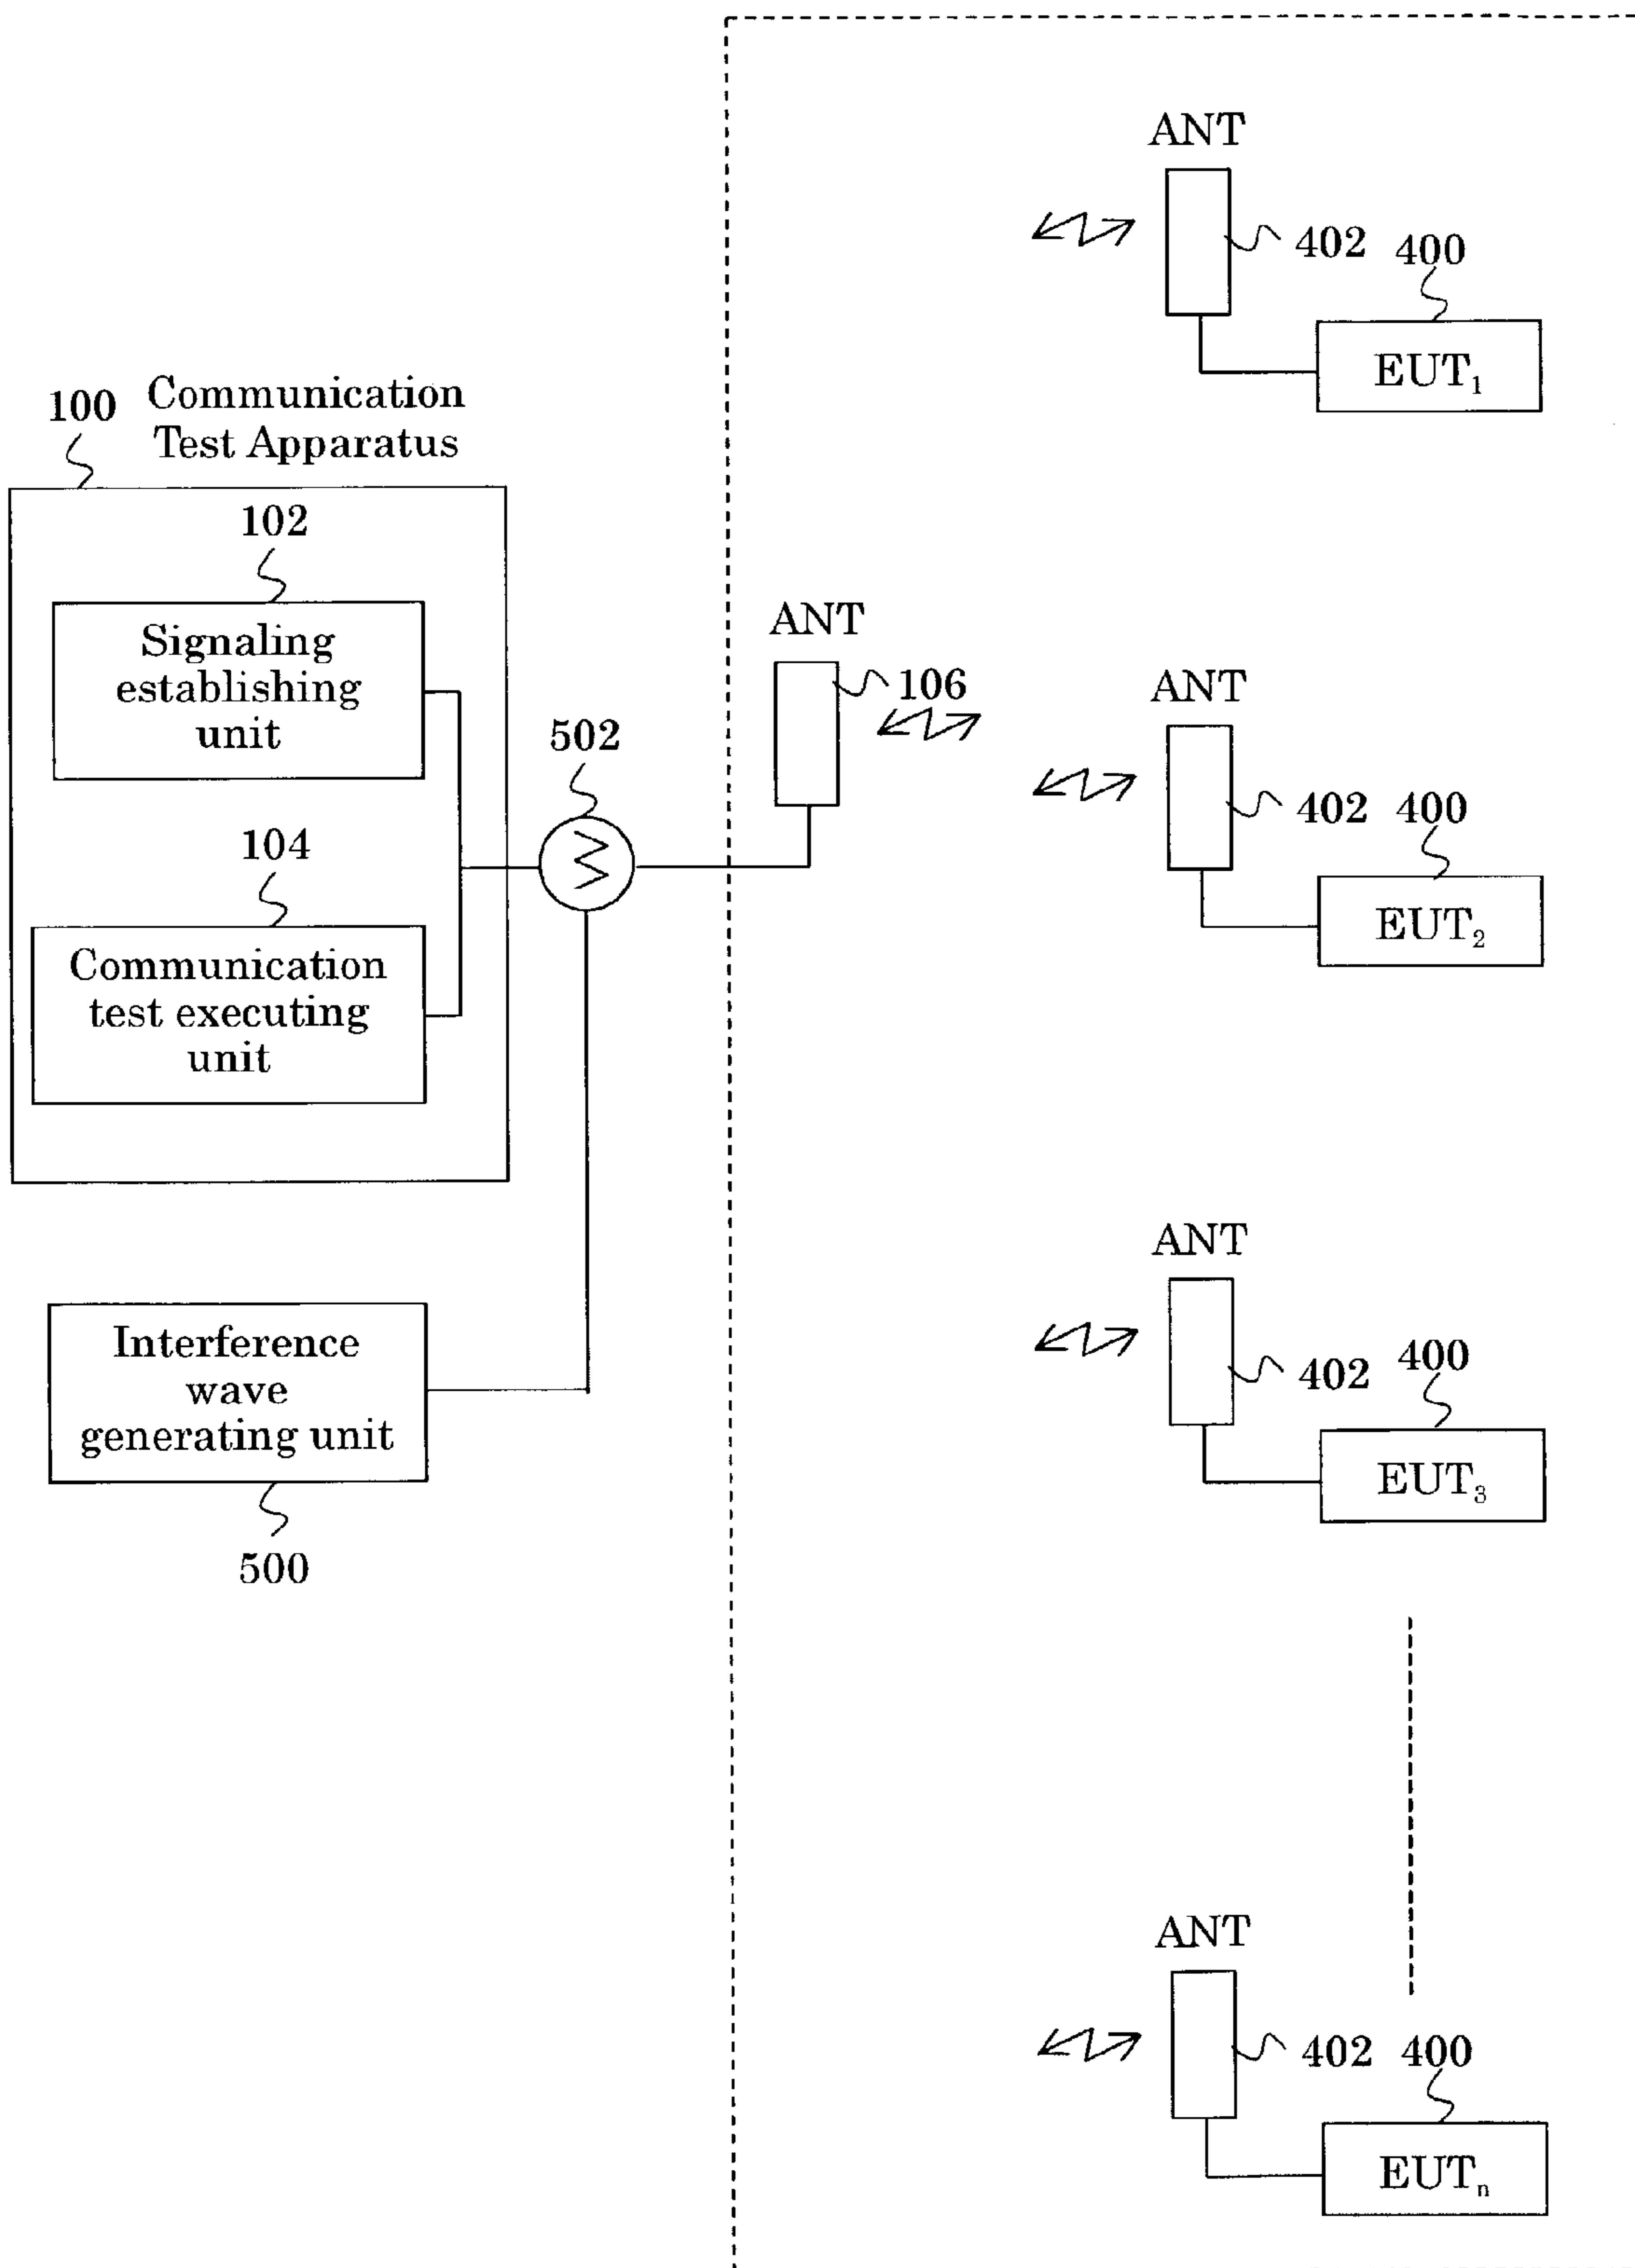 100
Communication
Test Apparatus
102
Signaling
establishing
unit
104
Communication
test executing
unit
502
Interference
wave
generating unit
500
ANT
106
ANT
402
400
EUT₁
ANT
402
400
EUT₂
ANT
402
400
EUT₃
ANT
402
400
EUTₙ